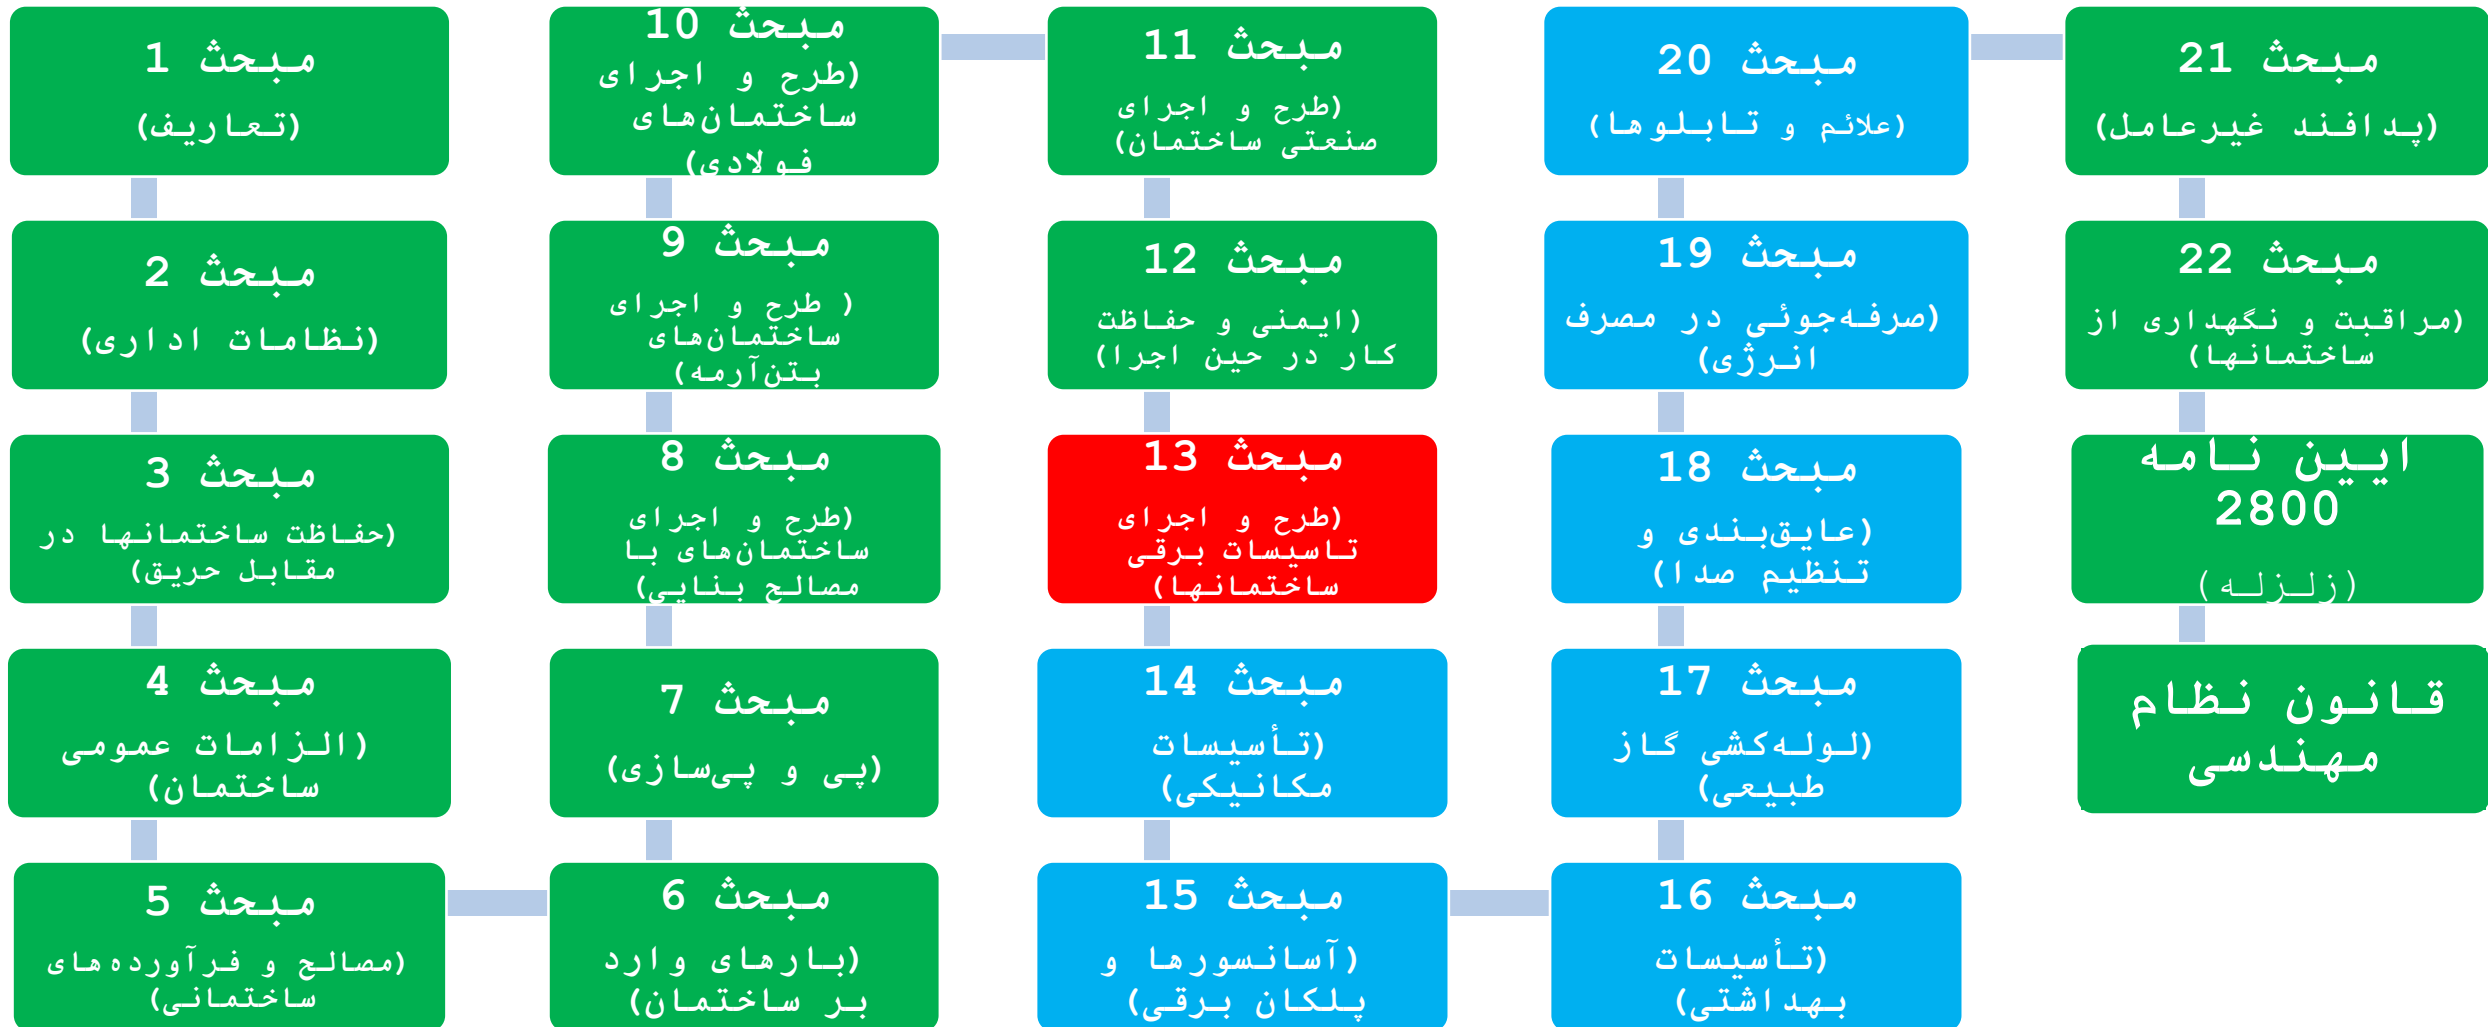 مبحث 1
(تعاریف)
مبحث 2
(نظامات اداری)
مبحث 3
(حفاظت ساختمانها در
مقابل حریق)
مبحث 4
(الزامات عمومی
ساختمان)
مبحث 5
(مصالح و فرآورده‌های
ساختمانی)
مبحث 6
(بارهای وارد
بر ساختمان)
مبحث 7
(پی و پی‌سازی)
مبحث 8
(طرح و اجرای
ساختمان‌های با
مصالح بنایی)
مبحث 9
( طرح و اجرای
ساختمان‌های
بتن‌آرمه)
مبحث 10
(طرح و اجرای
ساختمان‌های
فولادی)
مبحث 11
(طرح و اجرای
صنعتی ساختمان)
مبحث 12
(ایمنی و حفاظت
کار در حین اجرا)
مبحث 13
(طرح و اجرای
تاسیسات برقی
ساختمانها)
مبحث 14
(تأسیسات
مکانیکی)
مبحث 15
(آسانسورها و
پلکان برقی)
مبحث 16
(تأسیسات
بهداشتی)
مبحث 17
(لوله‌کشی گاز
طبیعی)
مبحث 18
(عایق‌بندی و
تنظیم صدا)
مبحث 19
(صرفه‌جوئی در مصرف
انرژی)
مبحث 20
(علائم و تابلوها)
مبحث 21
(پدافند غیرعامل)
مبحث 22
(مراقبت و نگهداری از
ساختمانها)
ایین نامه
2800
(زلزله)
قانون نظام
مهندسی